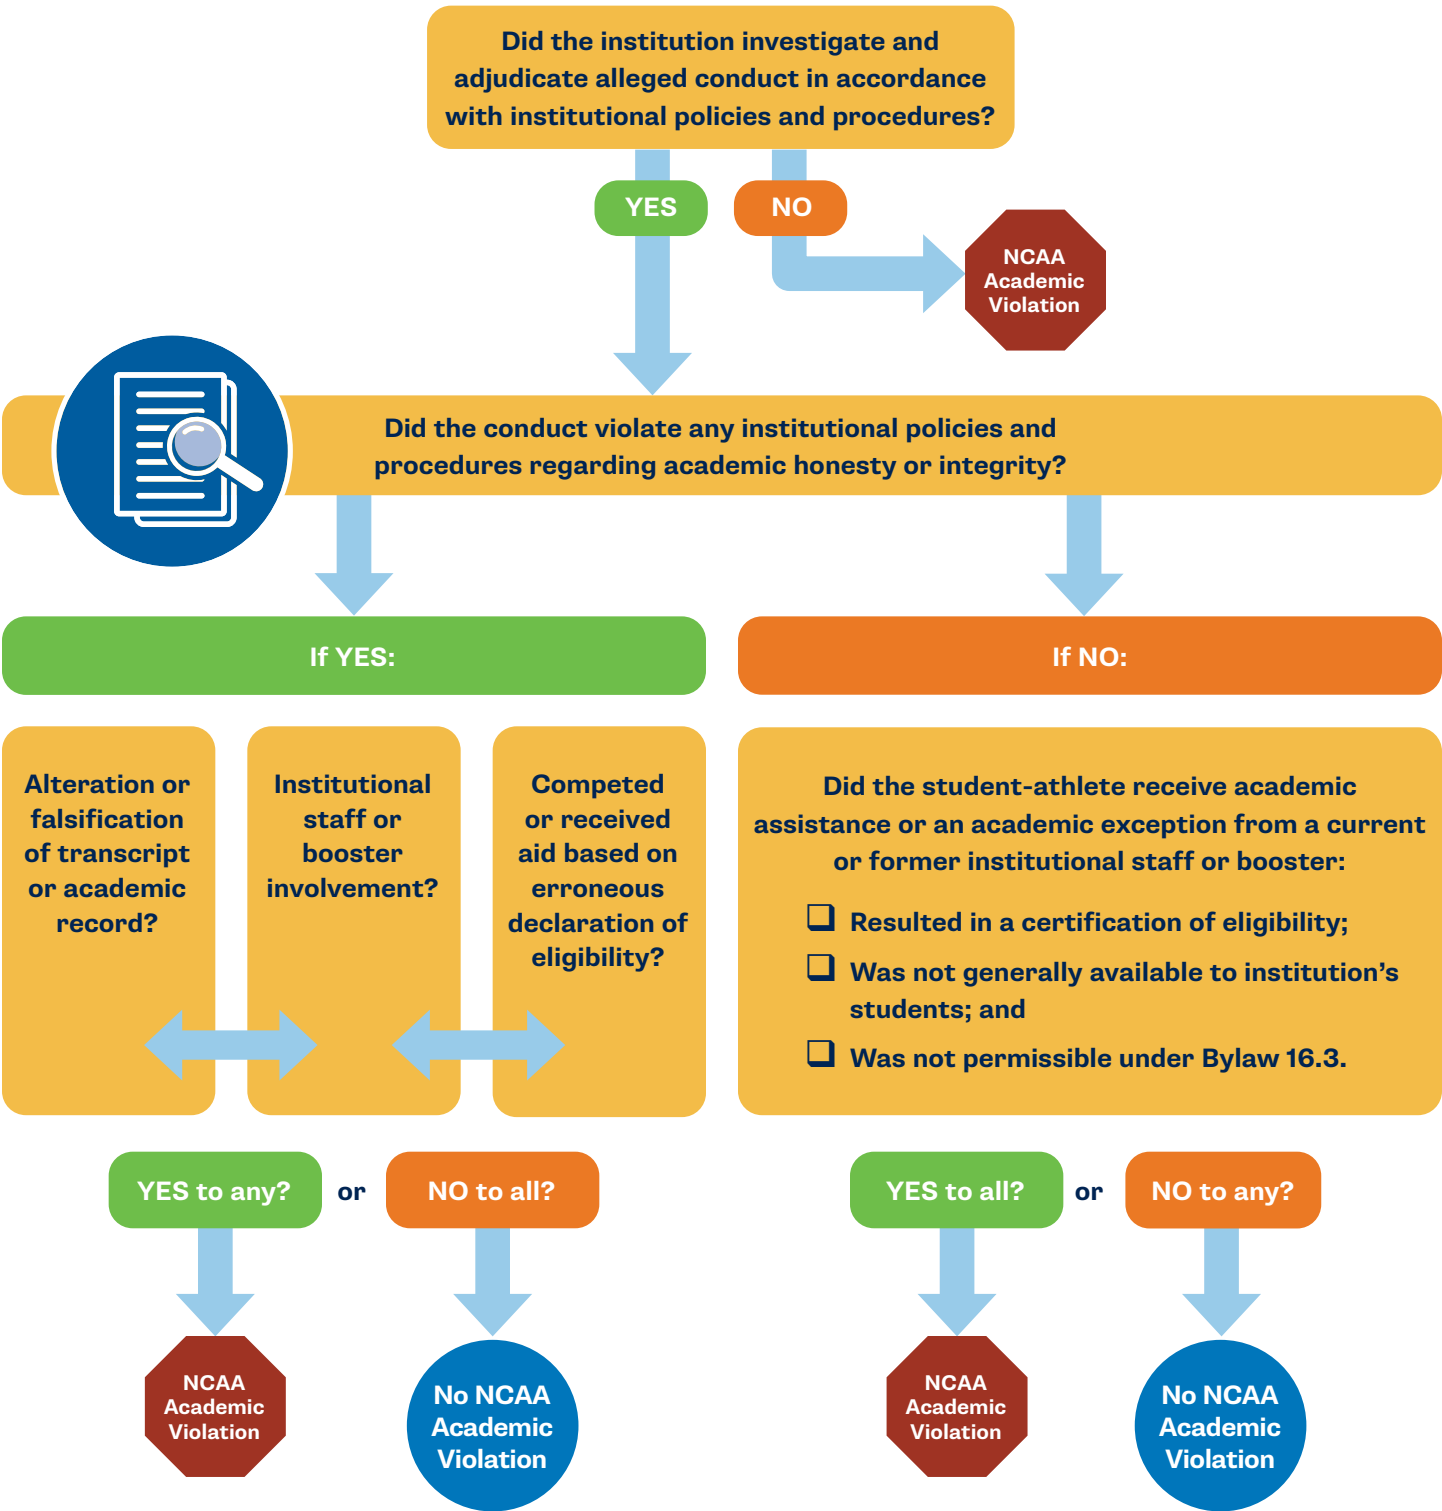 Did the institution investigate and
adjudicate alleged conduct in accordance
with institutional policies and procedures?
YES
NO
NCAA
Academic
Violation
Did the conduct violate any institutional policies and
procedures regarding academic honesty or integrity?
If YES:
If NO:
Alteration or
falsification
of transcript
or academic
record?
Institutional
staff or
booster
involvement?
Competed
or received
aid based on
erroneous
declaration of
eligibility?
Did the student-athlete receive academic
assistance or an academic exception from a current
or former institutional staff or booster:
❏ Resulted in a certification of eligibility;
❏ Was not generally available to institution’s
students; and
❏ Was not permissible under Bylaw 16.3.
YES to any?
or
NO to all?
YES to all?
or
NO to any?
NCAA
Academic
Violation
No NCAA
Academic
Violation
NCAA
Academic
Violation
No NCAA
Academic
Violation